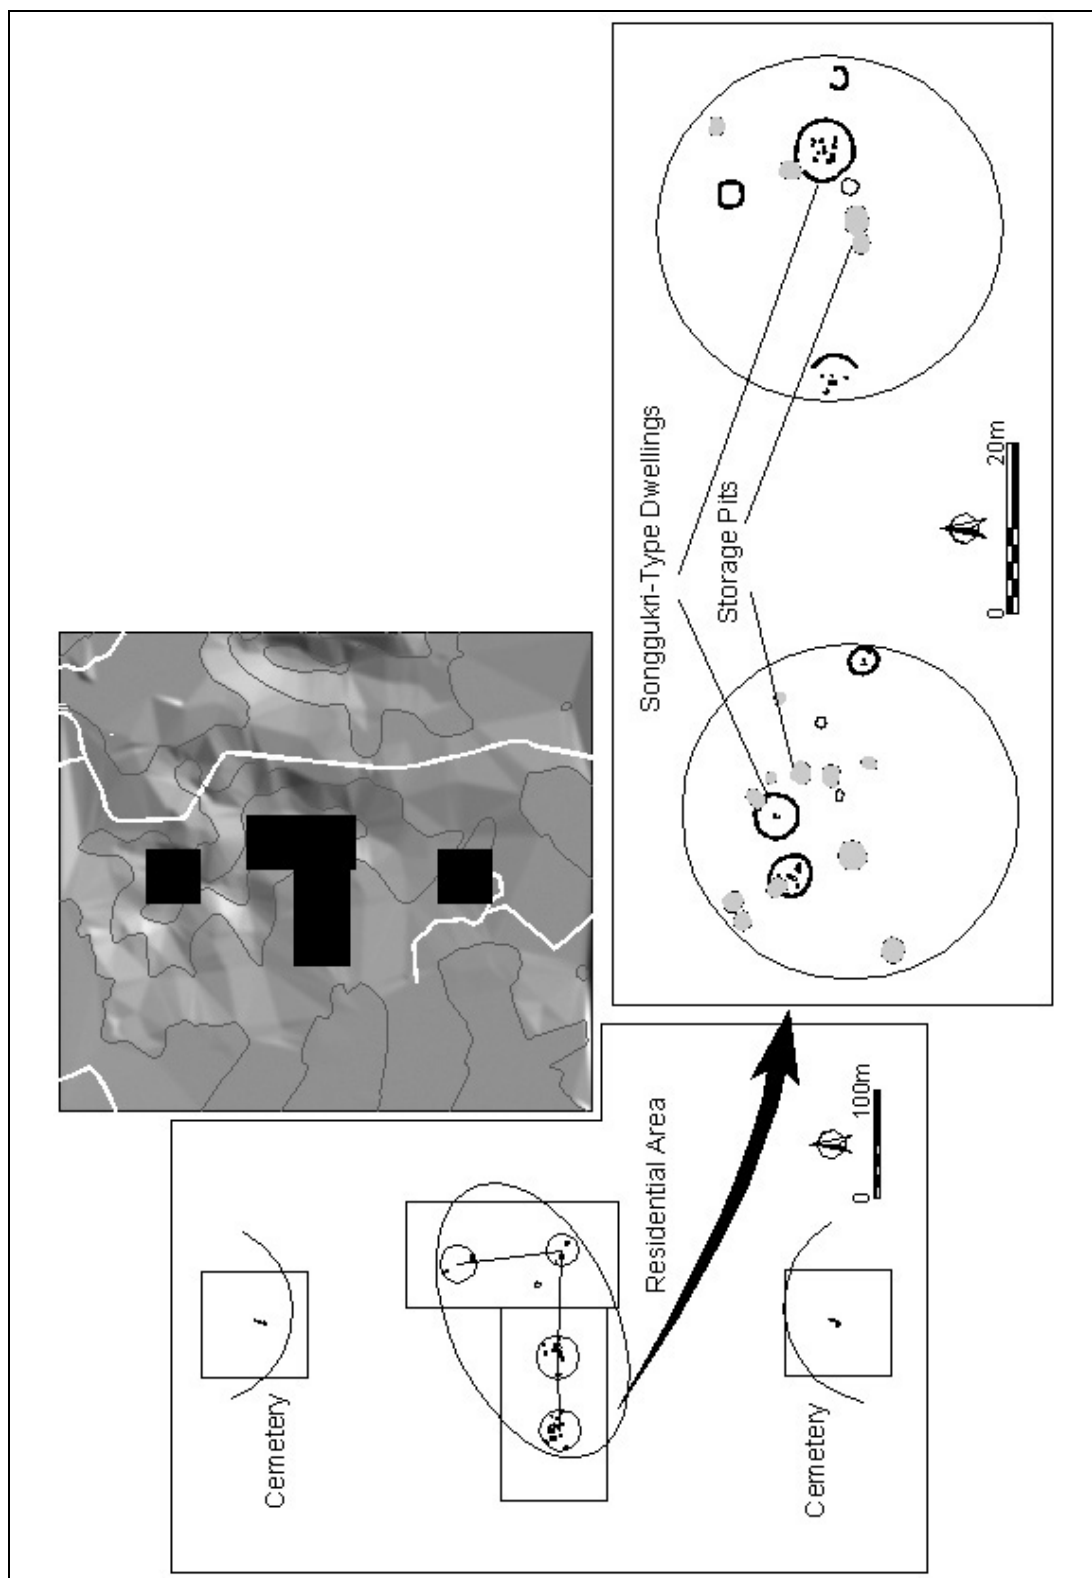 Cemetery
Cemetery
Residential Area
0 100m
Songgukri-Type Dwellings
Storage Pits
0 20m